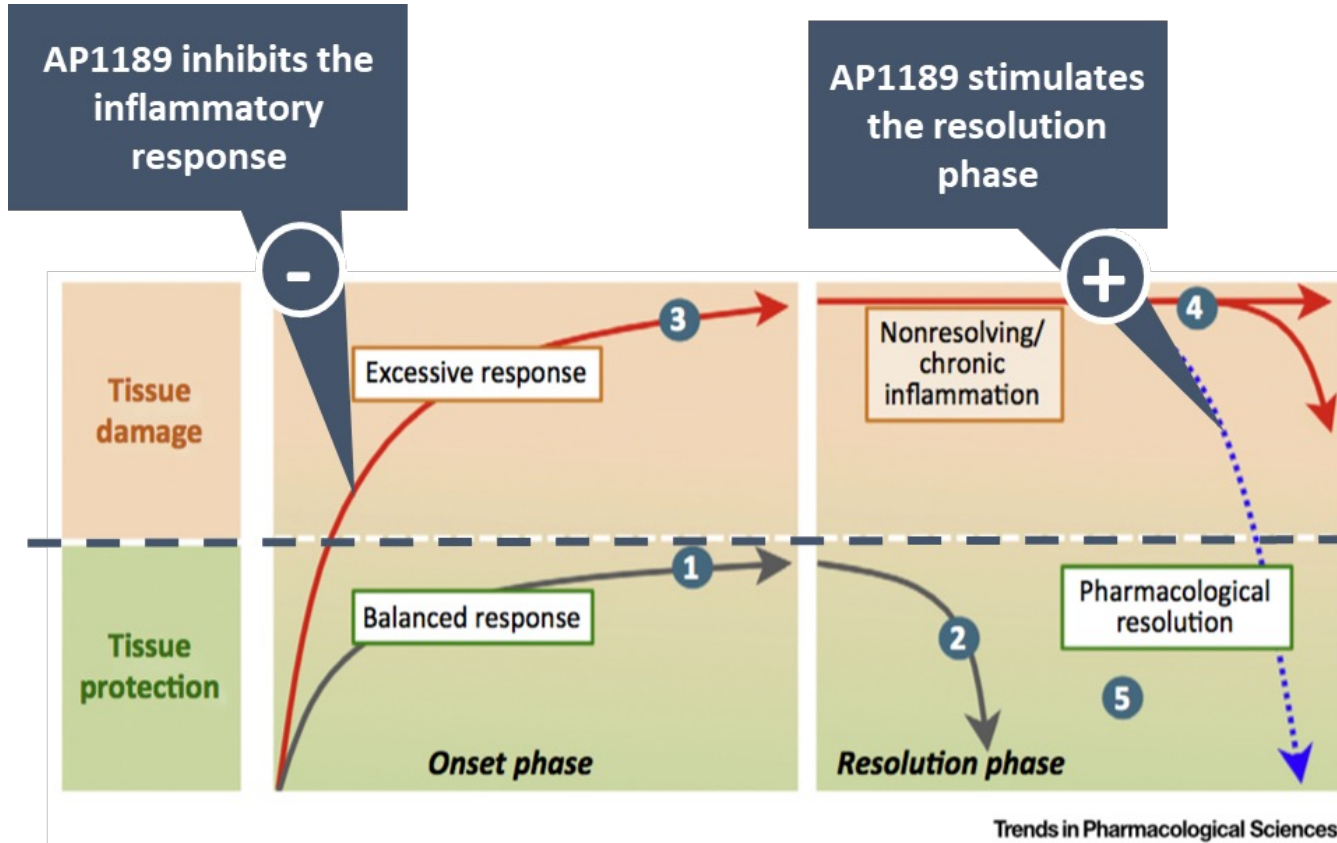 AP1189 inhibits the
inflammatory
response
AP1189 stimulates
the resolution
phase
-
+
Tissue
damage
3
Excessive response
4
Nonresolving/
chronic
inflammation
Tissue
protection
1
Balanced response
2
Pharmacological
resolution
5
Onset phase
Resolution phase
Trends in Pharmacological Sciences